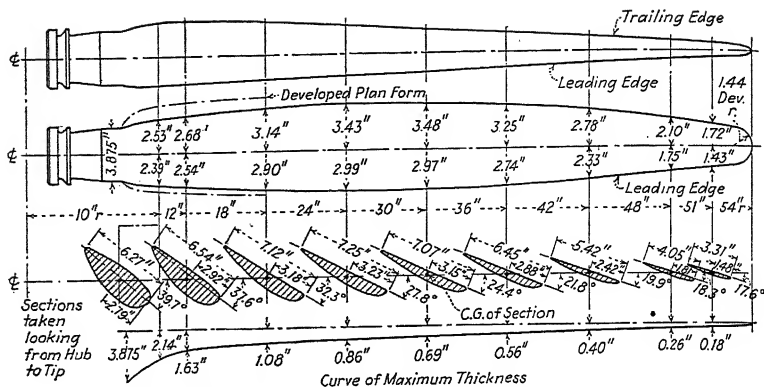 Trailing Edge
℄
Leading Edge
1.44
Dev.
r.
Developed Plan Form
2.53" 2.68" 3.14" 3.43" 3.48" 3.25" 2.76" 2.10" 1.72"
3.875"
℄
2.39" 2.54" 2.90" 2.99" 2.97" 2.74" 2.33" 1.75" 1.43"
Leading Edge
10"r 12" 18" 24" 30" 36" 42" 48" 51" 54"r
6.27" 6.54" 7.12" 7.25" 7.07" 6.45" 5.42" 4.05" 3.31"
℄
2.79" 2.92" 3.18" 3.23" 3.15" 2.88" 2.42" 1.48"
39.7° 37.6° 27.8° 24.4° 21.8° 19.9° 18.3° 17.6°
C.G. of Section
Sections
taken
looking
from Hub
to Tip
3.875" 2.14" 1.63" 1.08" 0.86" 0.69" 0.56" 0.40" 0.26" 0.18"
Curve of Maximum Thickness